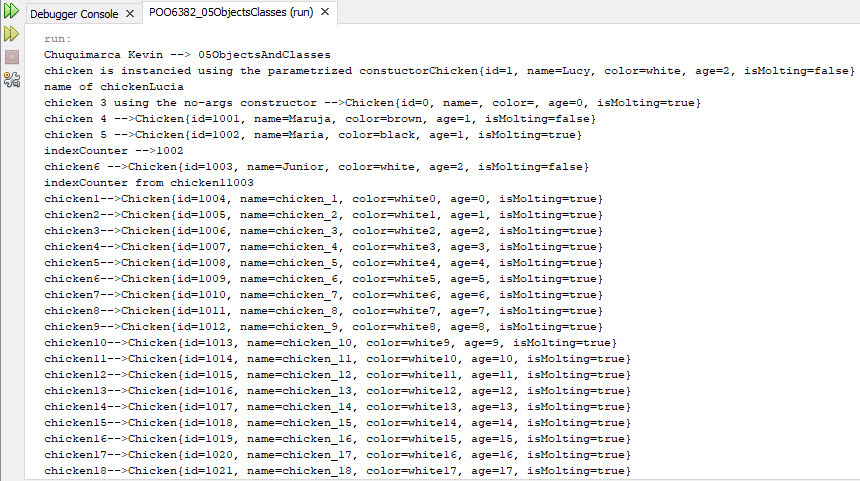 Debugger Console
POO6382_05ObjectsClasses (run)
run:
Chuquimarca Kevin --> 05ObjectsAndClasses
chicken is instancied using the parametrized constuctorChicken{id=1, name=Lucy, color=white, age=2, isMolting=false}
name of chickenLucia
chicken 3 using the no-args constructor -->Chicken{id=0, name=, color=, age=0, isMolting=true}
chicken 4 -->Chicken{id=1001, name=Maruja, color=brown, age=1, isMolting=false}
chicken 5 -->Chicken{id=1002, name=Maria, color=black, age=1, isMolting=true}
indexCounter -->1002
chicken6 -->Chicken{id=1003, name=Junior, color=white, age=2, isMolting=false}
indexCounter from chicken11003
chicken1-->Chicken{id=1004, name=chicken_1, color=white0, age=0, isMolting=true}
chicken2-->Chicken{id=1005, name=chicken_2, color=white1, age=1, isMolting=true}
chicken3-->Chicken{id=1006, name=chicken_3, color=white2, age=2, isMolting=true}
chicken4-->Chicken{id=1007, name=chicken_4, color=white3, age=3, isMolting=true}
chicken5-->Chicken{id=1008, name=chicken_5, color=white4, age=4, isMolting=true}
chicken6-->Chicken{id=1009, name=chicken_6, color=white5, age=5, isMolting=true}
chicken7-->Chicken{id=1010, name=chicken_7, color=white6, age=6, isMolting=true}
chicken8-->Chicken{id=1011, name=chicken_8, color=white7, age=7, isMolting=true}
chicken9-->Chicken{id=1012, name=chicken_9, color=white8, age=8, isMolting=true}
chicken10-->Chicken{id=1013, name=chicken_10, color=white9, age=9, isMolting=true}
chicken11-->Chicken{id=1014, name=chicken_11, color=white10, age=10, isMolting=true}
chicken12-->Chicken{id=1015, name=chicken_12, color=white11, age=11, isMolting=true}
chicken13-->Chicken{id=1016, name=chicken_13, color=white12, age=12, isMolting=true}
chicken14-->Chicken{id=1017, name=chicken_14, color=white13, age=13, isMolting=true}
chicken15-->Chicken{id=1018, name=chicken_15, color=white14, age=14, isMolting=true}
chicken16-->Chicken{id=1019, name=chicken_16, color=white15, age=15, isMolting=true}
chicken17-->Chicken{id=1020, name=chicken_17, color=white16, age=16, isMolting=true}
chicken18-->Chicken{id=1021, name=chicken_18, color=white17, age=17, isMolting=true}